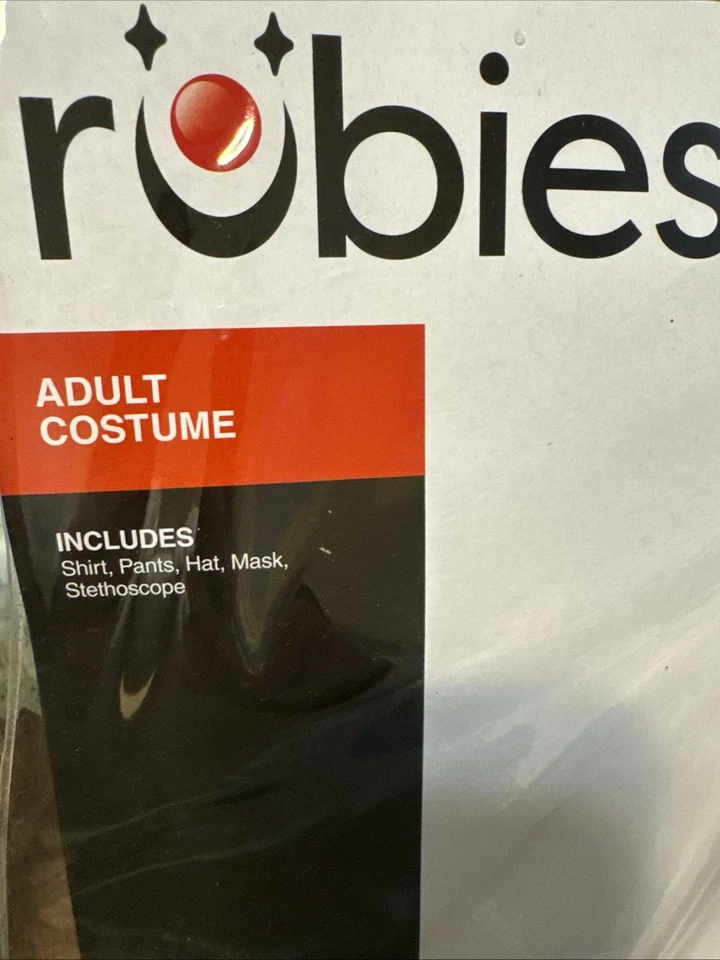 rubies
ADULT
COSTUME
INCLUDES
Shirt, Pants, Hat, Mask,
Stethoscope